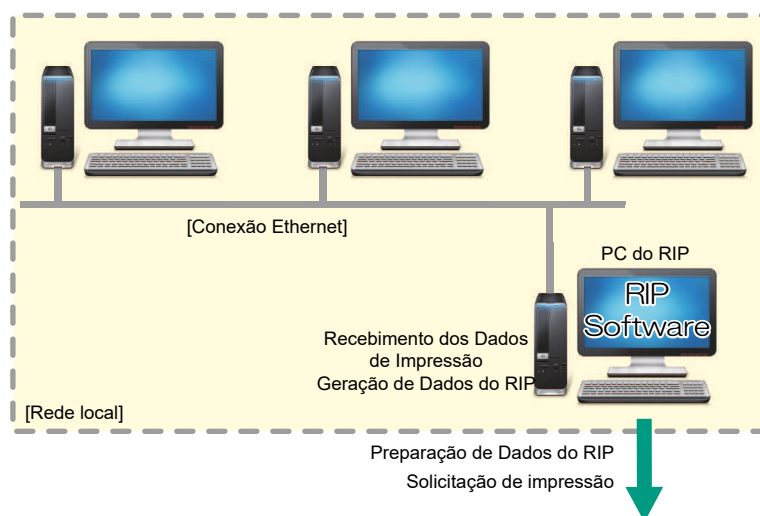 [Conexão Ethernet]
PC do RIP
RIP
Software
Recebimento dos Dados
de Impressão
Geração de Dados do RIP
[Rede local]
Preparação de Dados do RIP
Solicitação de impressão